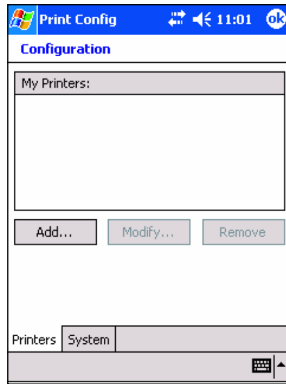 Print Config 11:01 ok
Configuration
My Printers:
Add... Modify... Remove
Printers System